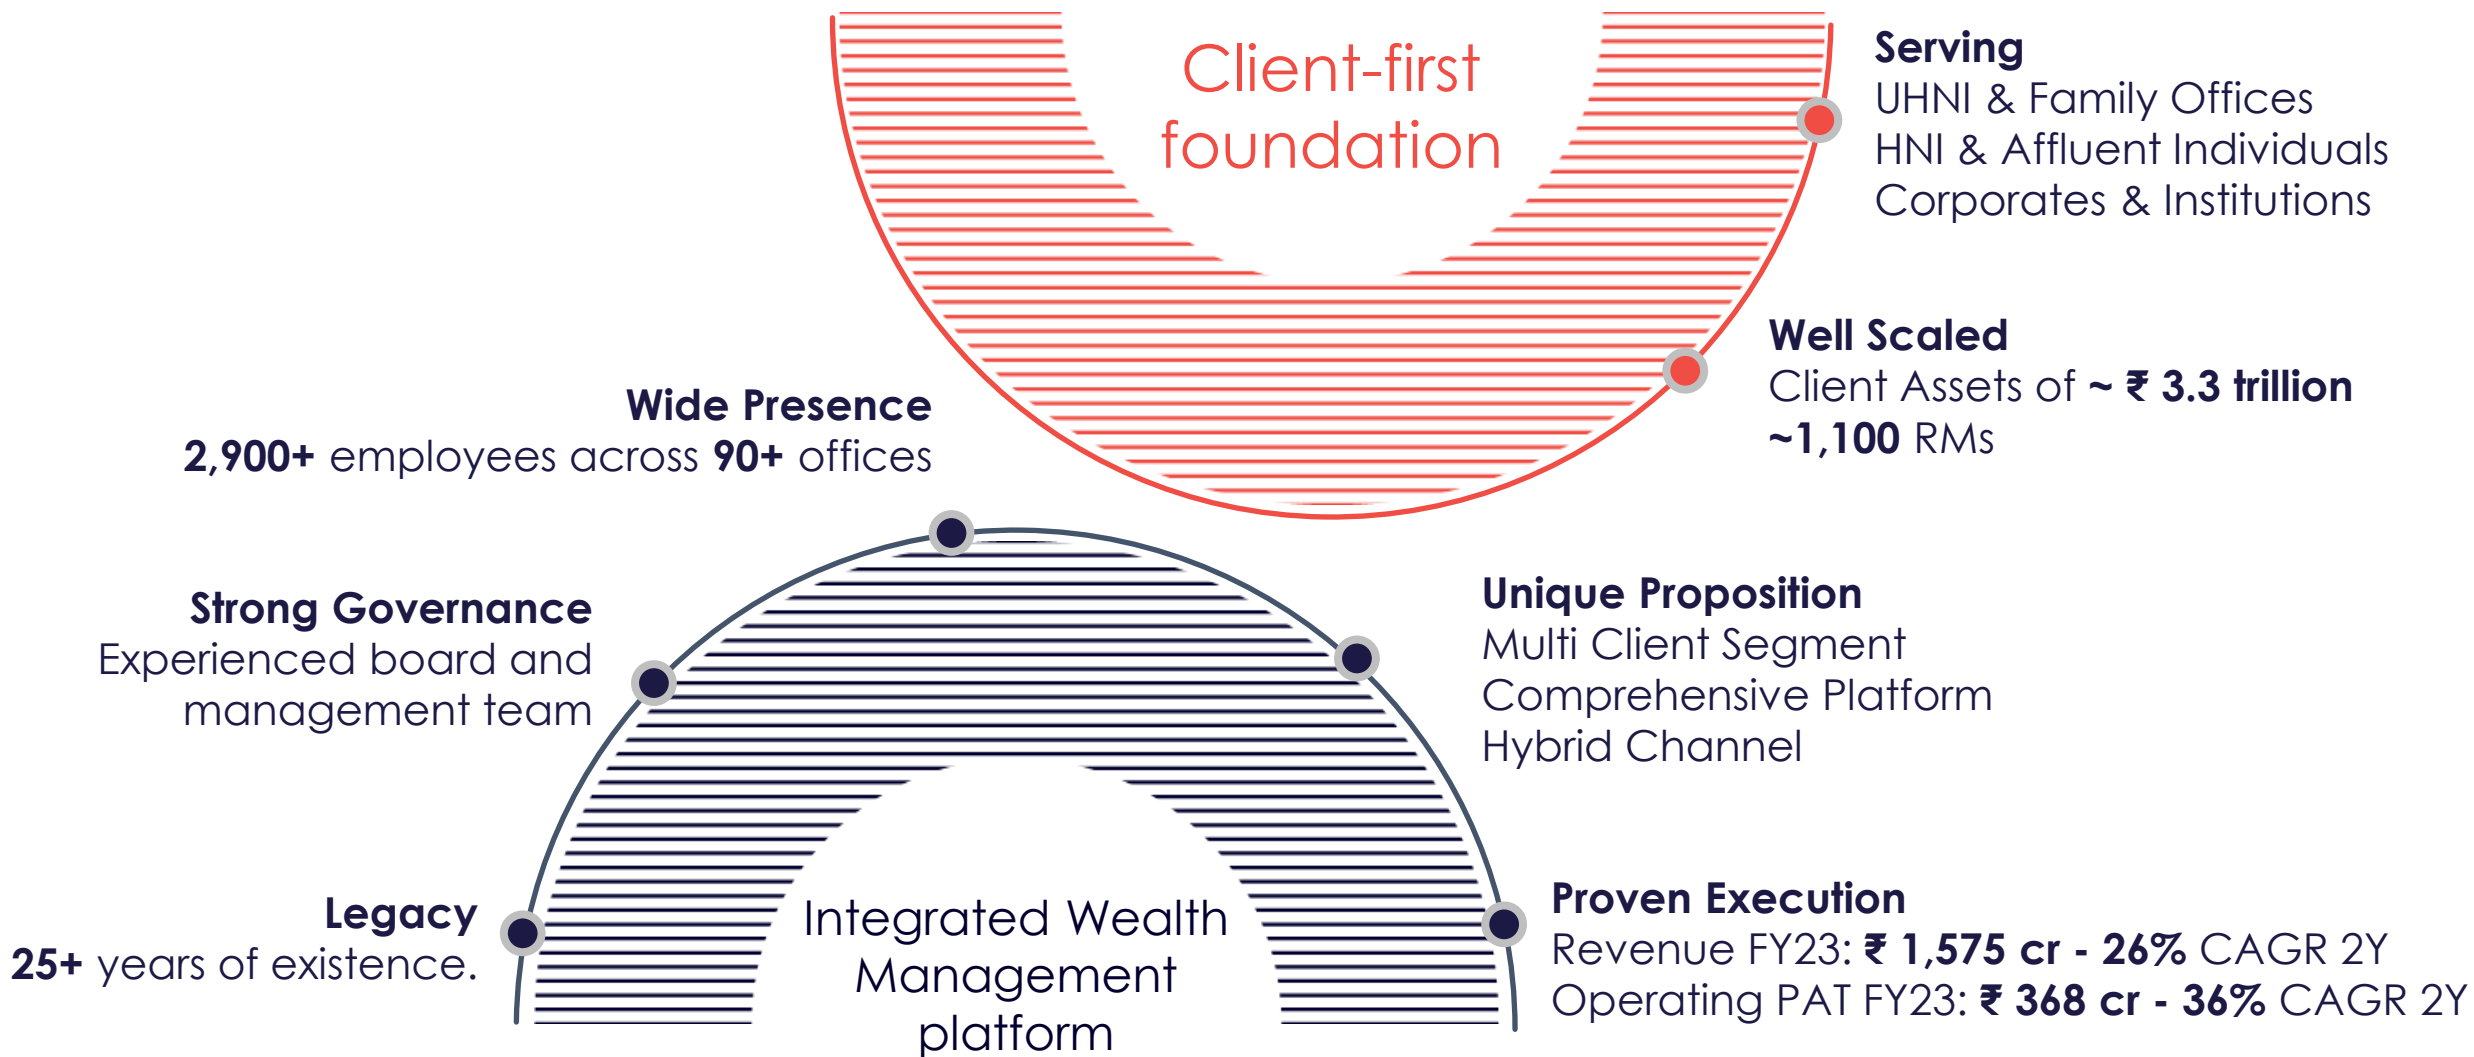 Client-first
foundation
Serving
UHNI & Family Offices
HNI & Affluent Individuals
Corporates & Institutions
Well Scaled
Client Assets of ~ ₹ 3.3 trillion
~1,100 RMs
Wide Presence
2,900+ employees across 90+ offices
Strong Governance
Experienced board and
management team
Legacy
25+ years of existence.
Unique Proposition
Multi Client Segment
Comprehensive Platform
Hybrid Channel
Integrated Wealth
Management
platform
Proven Execution
Revenue FY23: ₹ 1,575 cr - 26% CAGR 2Y
Operating PAT FY23: ₹ 368 cr - 36% CAGR 2Y